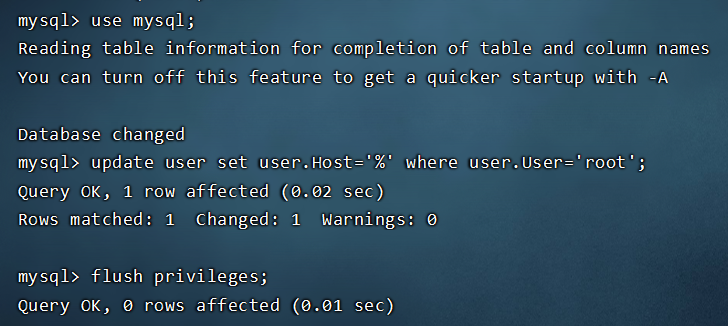 mysql> use mysql;
Reading table information for completion of table and column names
You can turn off this feature to get a quicker startup with -A
Database changed
mysql> update user set user.Host='%' where user.User='root';
Query OK, 1 row affected (0.02 sec)
Rows matched: 1  Changed: 1  Warnings: 0
mysql> flush privileges;
Query OK, 0 rows affected (0.01 sec)